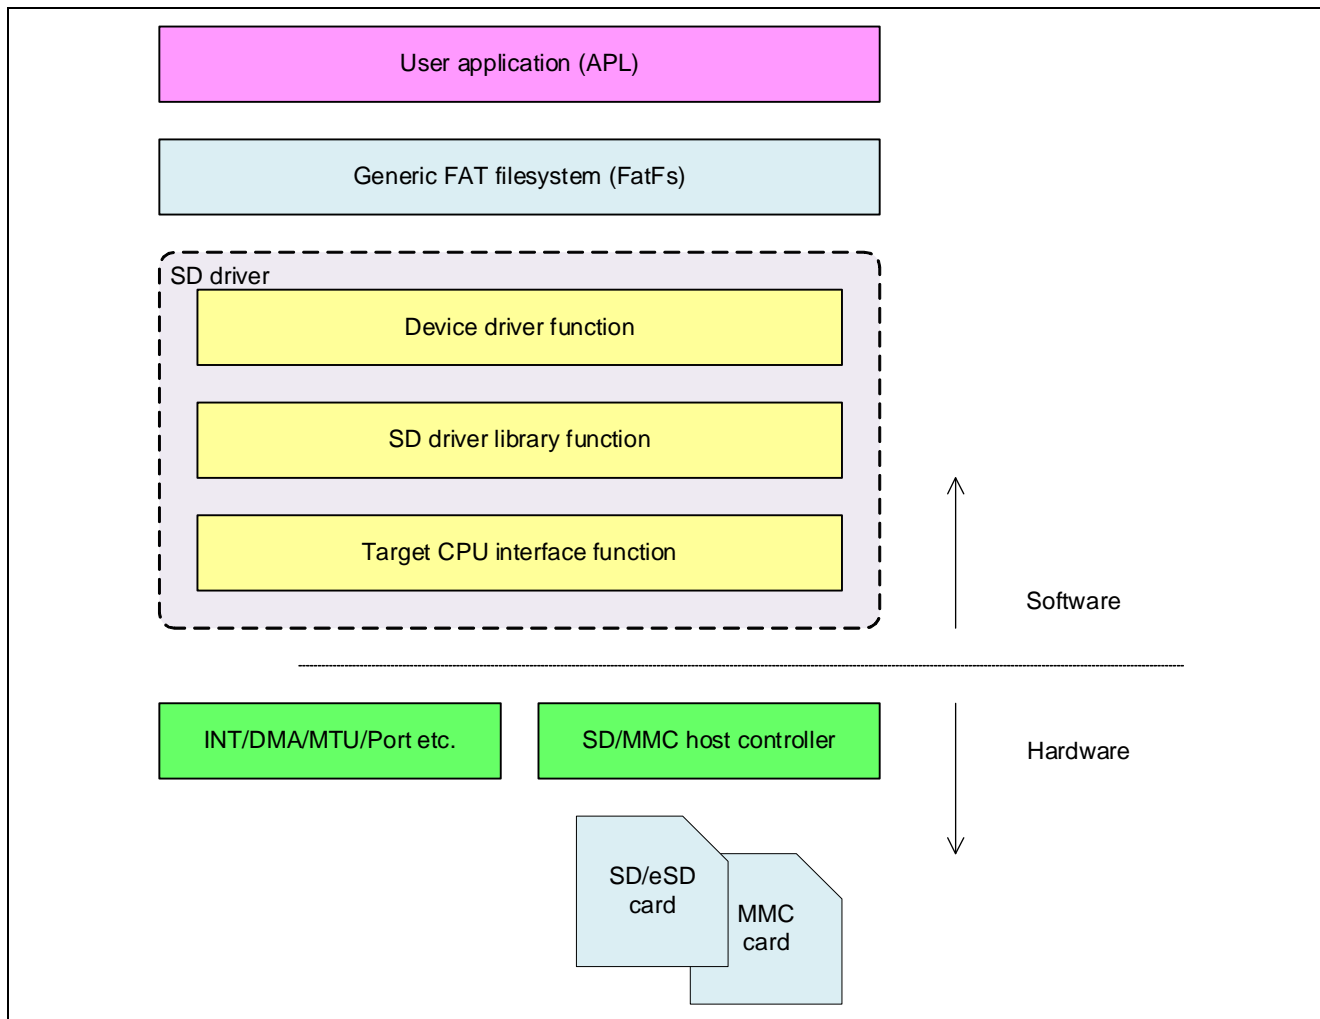 User application (APL)
Generic FAT filesystem (FatFs)
SD driver
Device driver function
SD driver library function
Target CPU interface function
Software
INT/DMA/MTU/Port etc.
SD/MMC host controller
Hardware
SD/eSD
card
MMC
card